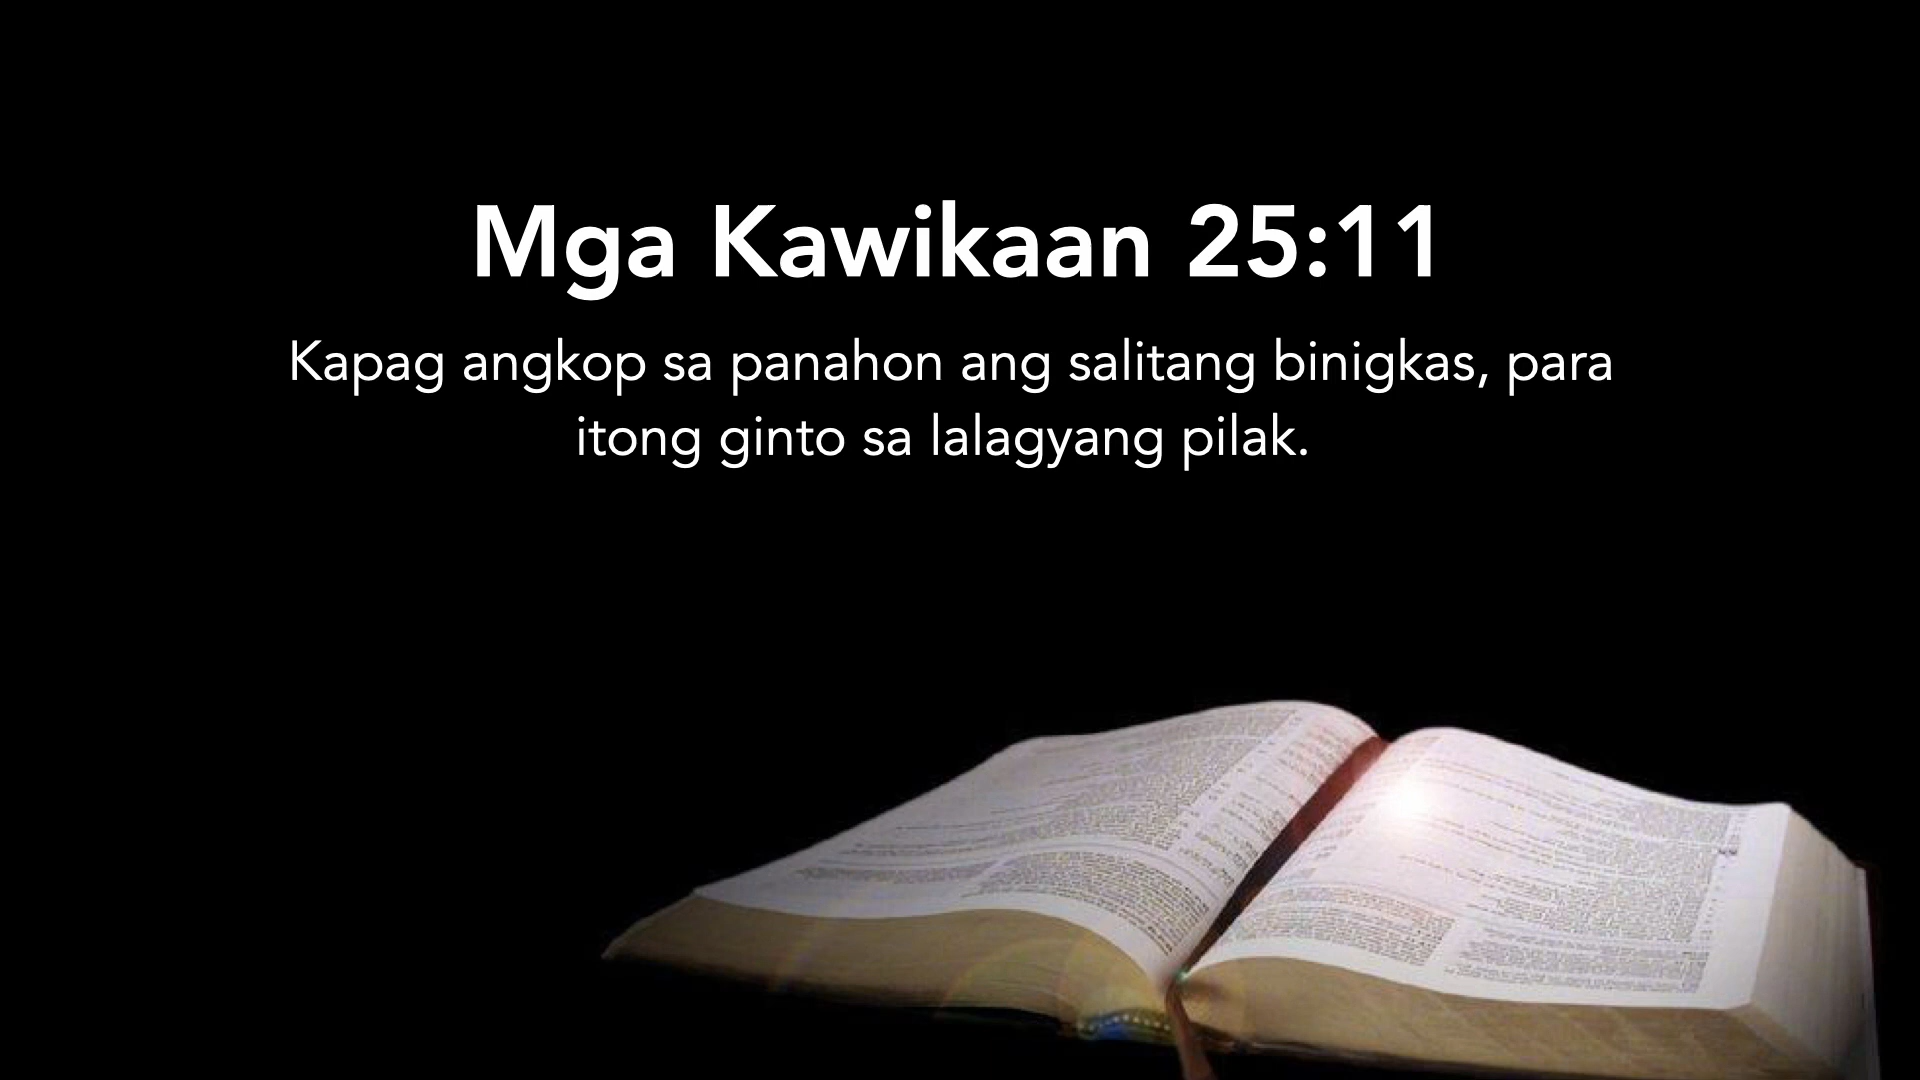 Mga Kawikaan 25:11
Kapag angkop sa panahon ang salitang binigkas, para
itong ginto sa lalagyang pilak.